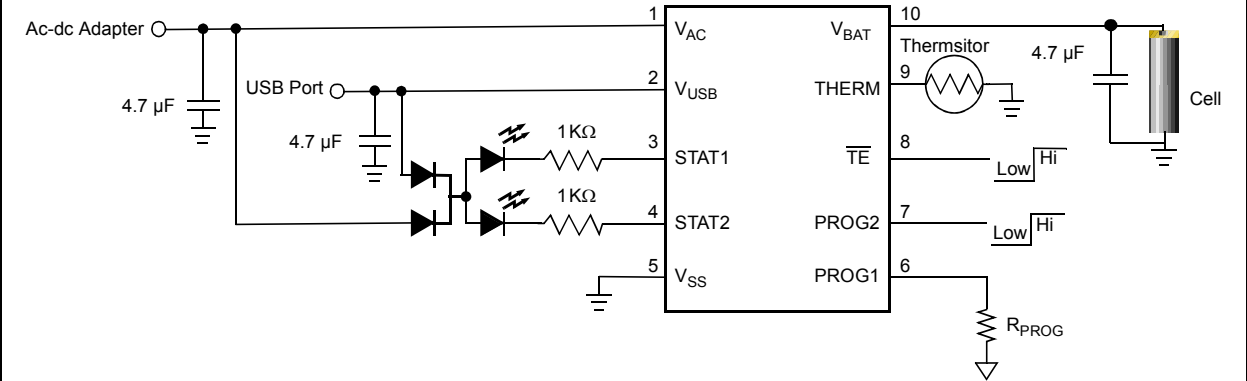 Ac-dc Adapter
4.7 µF
USB Port
4.7 µF
1KΩ
1KΩ
1
V_AC
2
V_USB
3
STAT1
4
STAT2
5
V_SS
10
V_BAT
Thermsitor
9
THERM
8
T̅E̅
Low Hi
7
PROG2
Low Hi
6
PROG1
R_PROG
4.7 µF
Cell